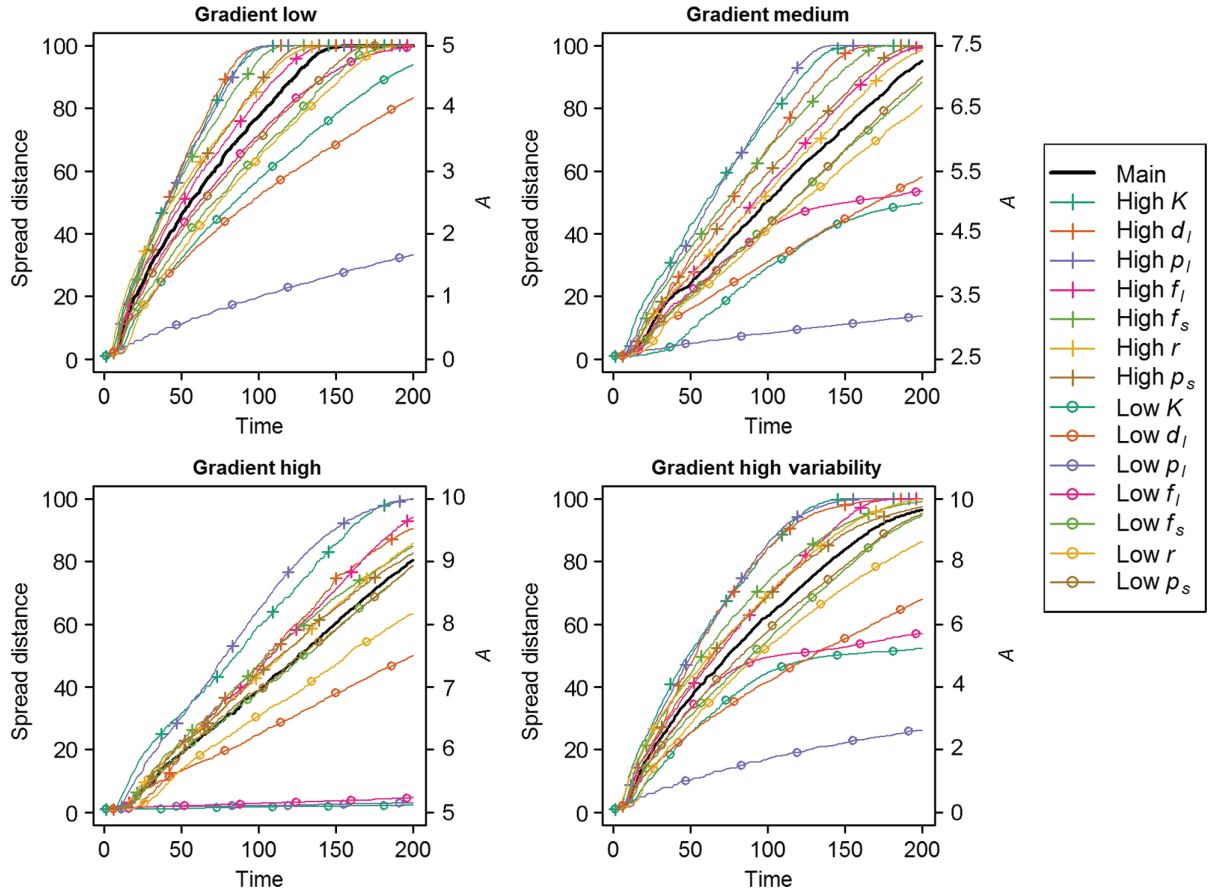 Gradient low
100
80
60
40
20
0
Spread distance
5
4
3
2
1
0
A
0 50 100 150 200
Time
Gradient medium
100
80
60
40
20
0
Spread distance
7.5
6.5
5.5
4.5
3.5
2.5
A
0 50 100 150 200
Time
Gradient high
100
80
60
40
20
0
Spread distance
10
9
8
7
6
5
A
0 50 100 150 200
Time
Gradient high variability
100
80
60
40
20
0
Spread distance
10
8
6
4
2
0
A
0 50 100 150 200
Time
Main
High K
High d_l
High p_l
High f_l
High f_s
High r
High p_s
Low K
Low d_l
Low p_l
Low f_l
Low f_s
Low r
Low p_s